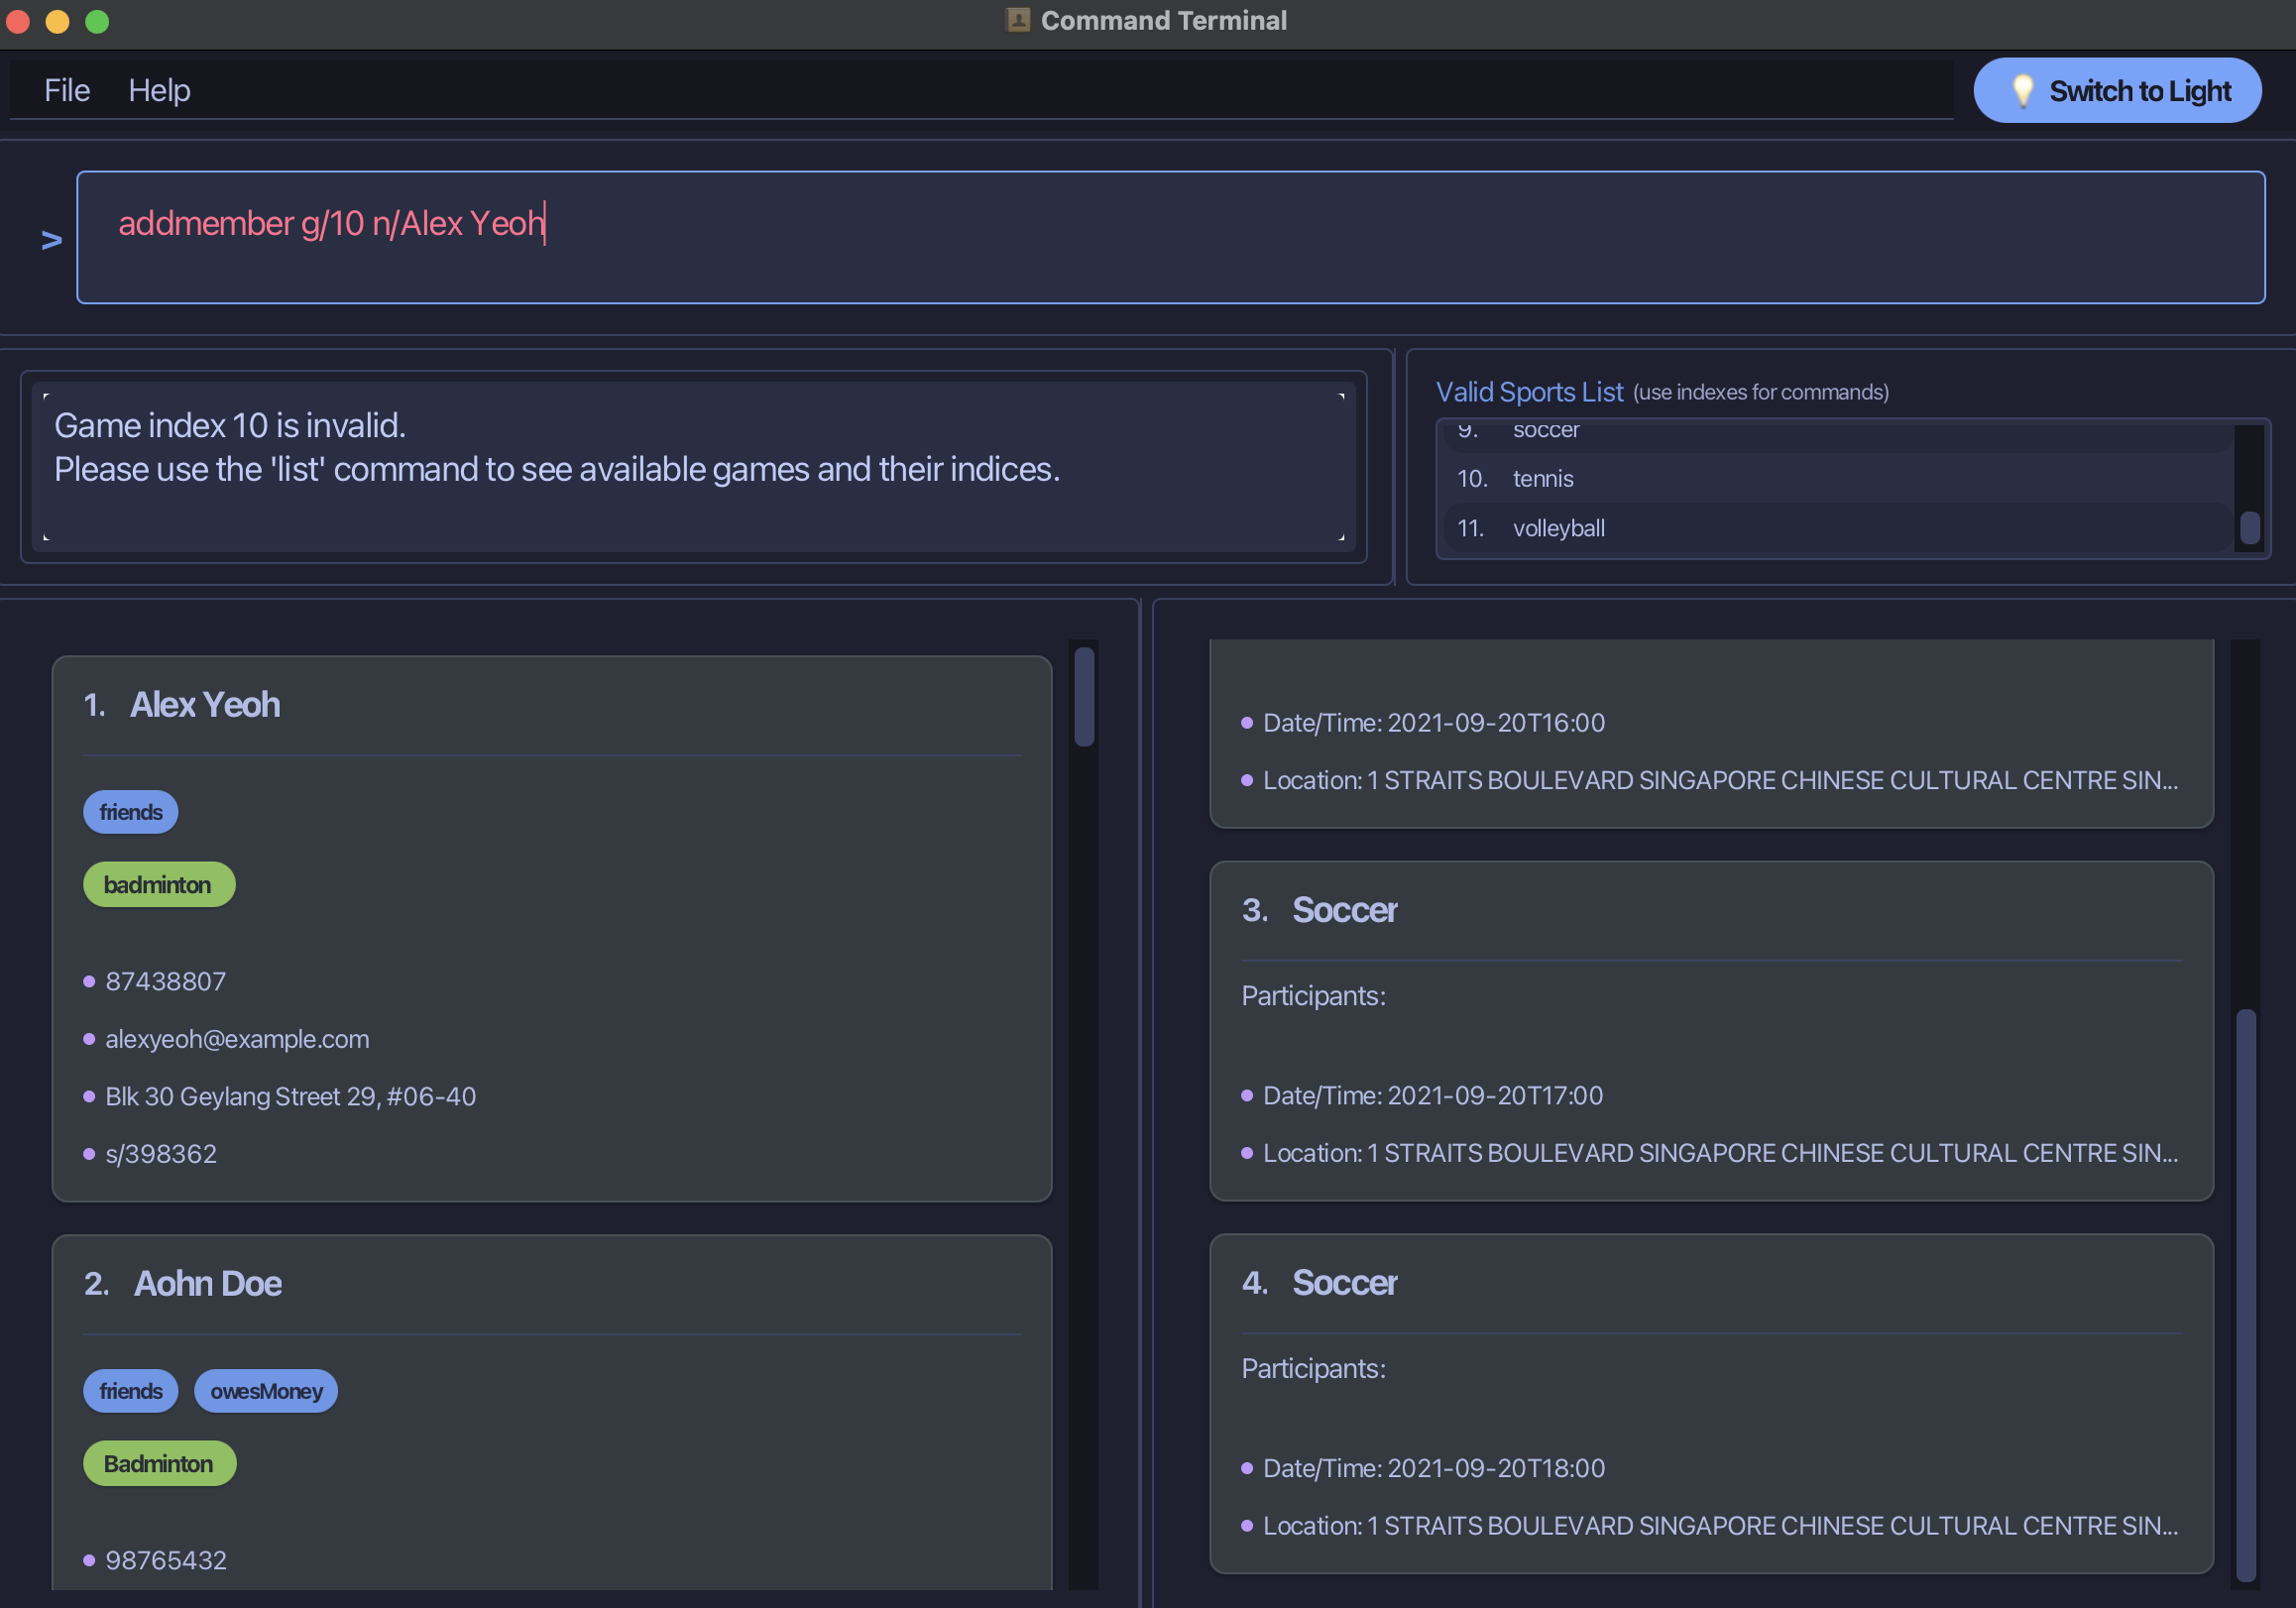 Command Terminal
File Help
Switch to Light
> addmember g/10 n/Alex Yeoh
Game index 10 is invalid.
Please use the 'list' command to see available games and their indices.
Valid Sports List (use indexes for commands)
9. soccer
10. tennis
11. volleyball
1. Alex Yeoh
friends
badminton
87438807
alexyeoh@example.com
Blk 30 Geylang Street 29, #06-40
s/398362
2. Aohn Doe
friends owesMoney
Badminton
98765432
Date/Time: 2021-09-20T16:00
Location: 1 STRAITS BOULEVARD SINGAPORE CHINESE CULTURAL CENTRE SIN...
3. Soccer
Participants:
Date/Time: 2021-09-20T17:00
Location: 1 STRAITS BOULEVARD SINGAPORE CHINESE CULTURAL CENTRE SIN...
4. Soccer
Participants:
Date/Time: 2021-09-20T18:00
Location: 1 STRAITS BOULEVARD SINGAPORE CHINESE CULTURAL CENTRE SIN...